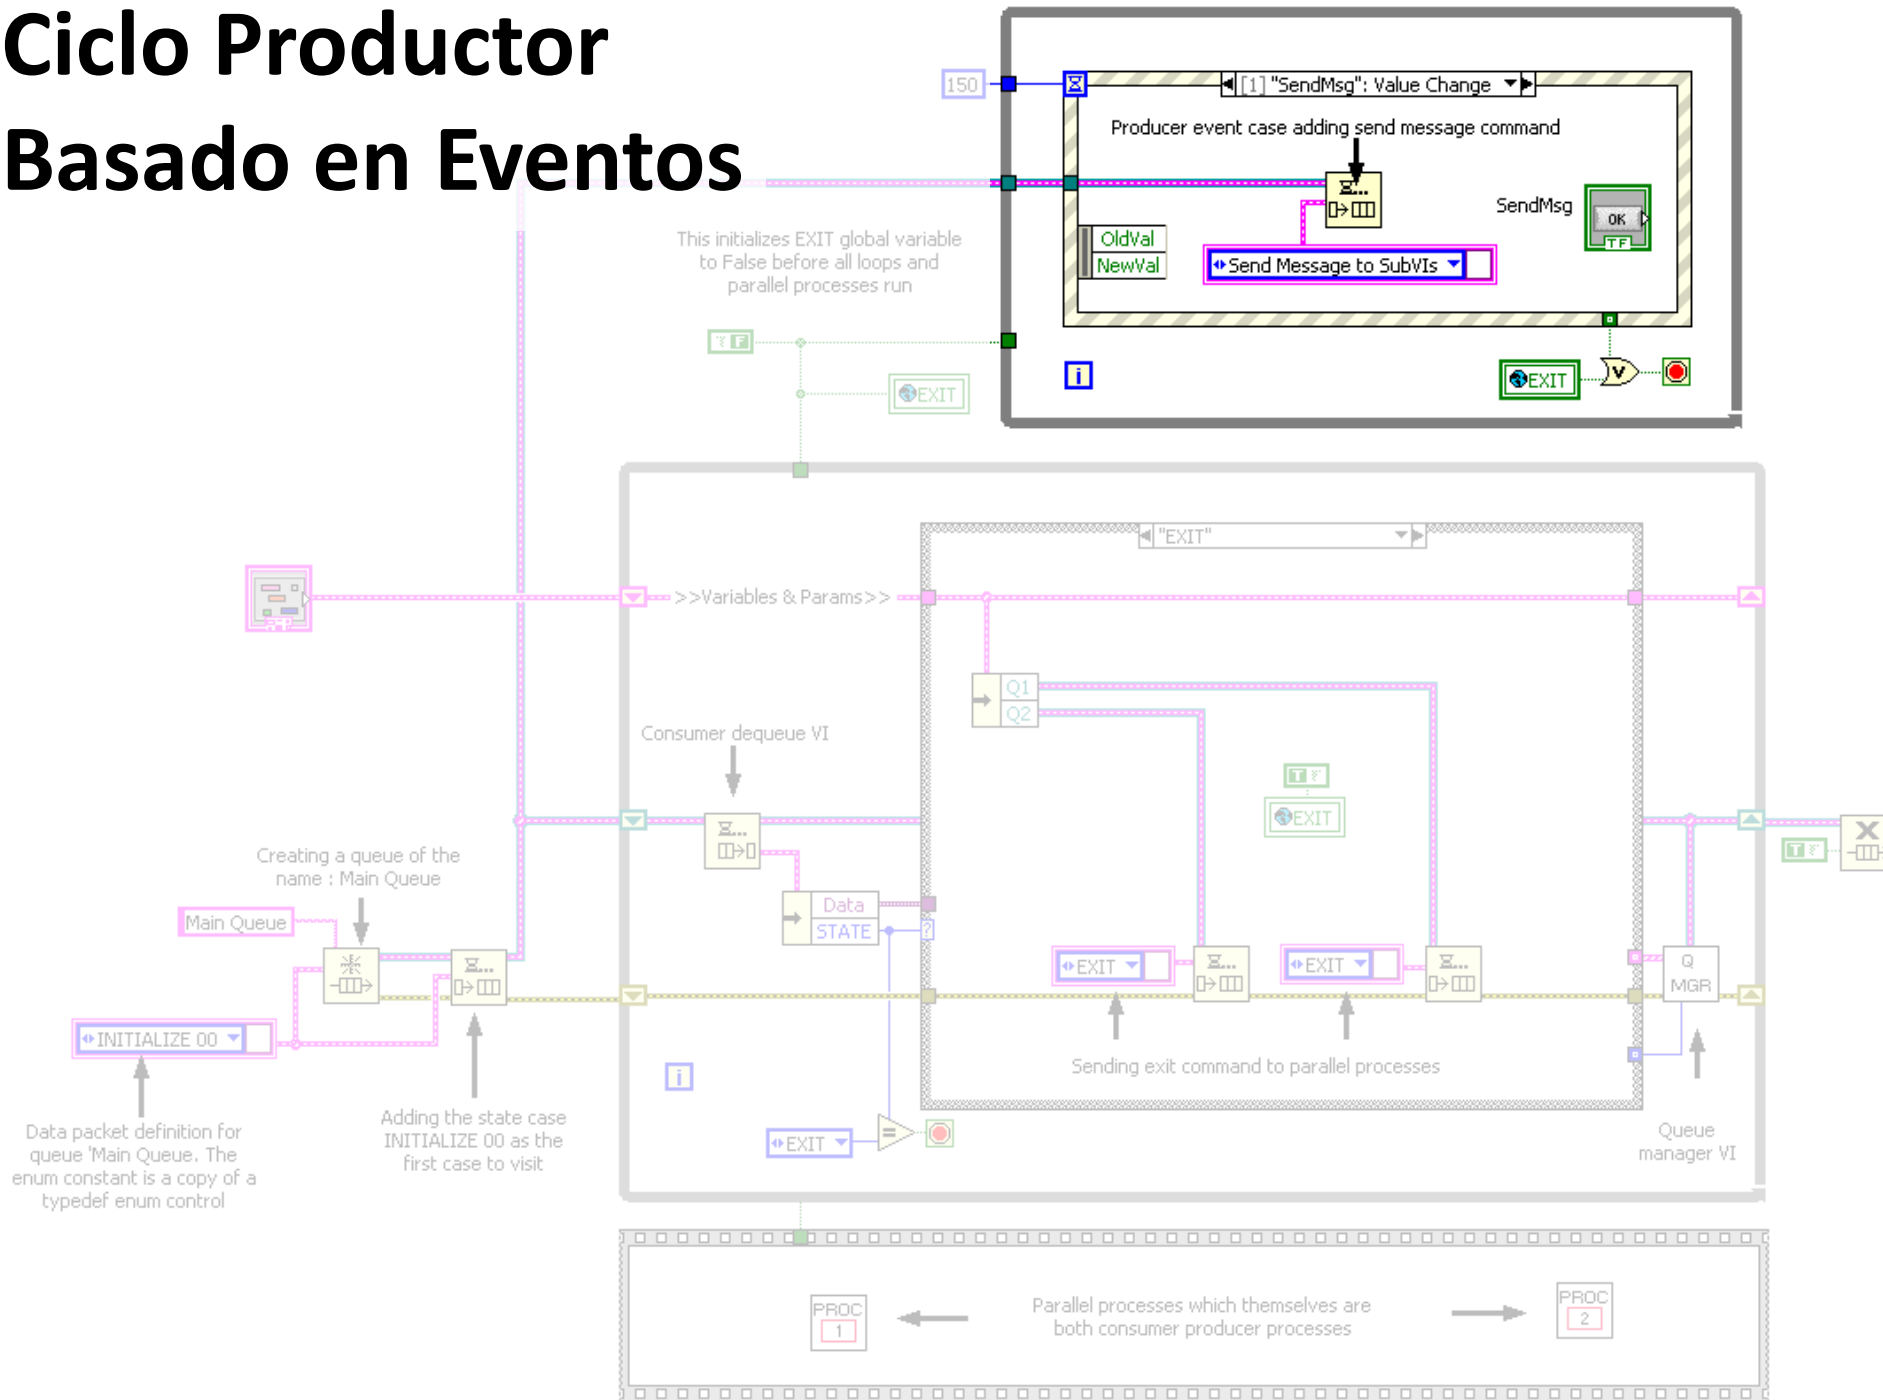 Ciclo Productor
Basado en Eventos
150
[1] "SendMsg": Value Change
Producer event case adding send message command
SendMsg
OK
TF
OldVal
NewVal
Send Message to SubVIs
This initializes EXIT global variable
to False before all loops and
parallel processes run
F
EXIT
i
EXIT
"EXIT"
>>Variables & Params>>
Q1
Q2
Consumer dequeue VI
T
EXIT
T
Creating a queue of the
name : Main Queue
Main Queue
Data
STATE
?
EXIT
EXIT
Q
MGR
INITIALIZE 00
Sending exit command to parallel processes
i
Data packet definition for
queue 'Main Queue. The
enum constant is a copy of a
typedef enum control
Adding the state case
INITIALIZE 00 as the
first case to visit
EXIT
=
Queue
manager VI
PROC
1
Parallel processes which themselves are
both consumer producer processes
PROC
2